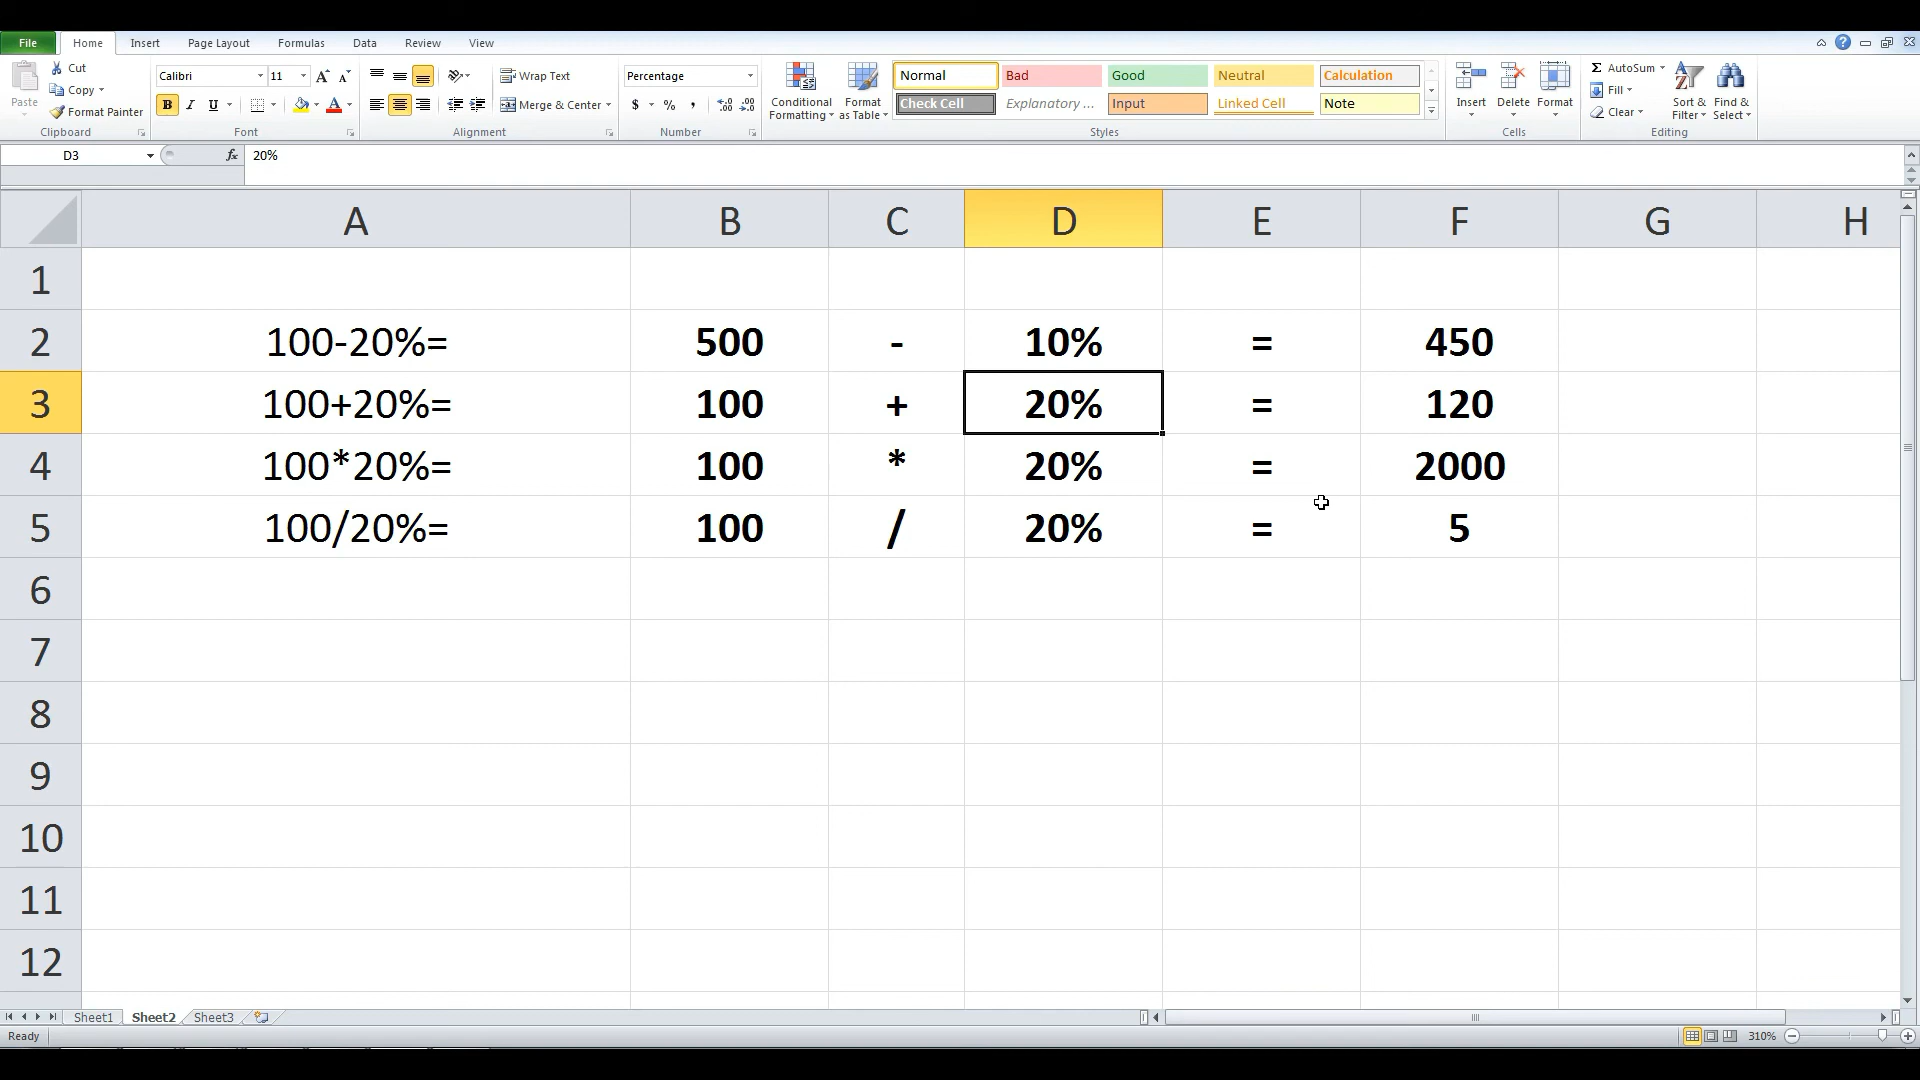 File Home Insert Page Layout Formulas Data Review View
Cut
Copy
Format Painter
Paste
Clipboard
Calibri 11
B I U
Font
Wrap Text
Merge & Center
Alignment
Percentage
$ % ,
Number
Conditional Formatting
Format as Table
Normal Bad Good Neutral Calculation
Check Cell Explanatory ... Input Linked Cell Note
Styles
Insert Delete Format
Cells
Σ AutoSum
Fill
Clear
Sort & Filter
Find & Select
Editing
D3 fx 20%
A B C D E F G H
1
2 100-20%= 500 - 10% = 450
3 100+20%= 100 + 20% = 120
4 100*20%= 100 * 20% = 2000
5 100/20%= 100 / 20% = 5
6
7
8
9
10
11
12
Sheet1 Sheet2 Sheet3
Ready 310%